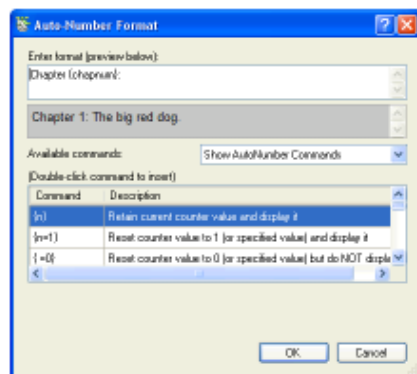 Auto-Number Format
Enter format (preview below):
Chapter {chapnum}:
Chapter 1: The big red dog.
Available commands: Show AutoNumber Commands
(Double-click command to insert)
Command Description
{n} Retain current counter value and display it
{n=1} Reset counter value to 1 (or specified value) and display it
{ =0} Reset counter value to 0 (or specified value) but do NOT displa
OK Cancel